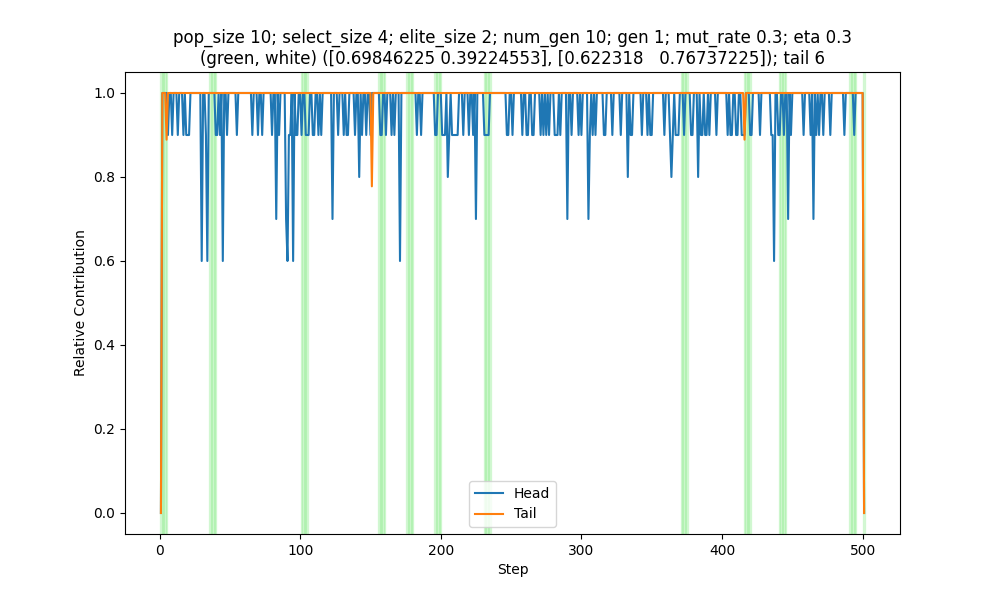 pop_size 10; select_size 4; elite_size 2; num_gen 10; gen 1; mut_rate 0.3; eta 0.3
(green, white) ([0.69846225 0.39224553], [0.622318   0.76737225]); tail 6
1.0
0.8
0.6
0.4
0.2
0.0
Relative Contribution
Head
Tail
0 100 200 300 400 500
Step